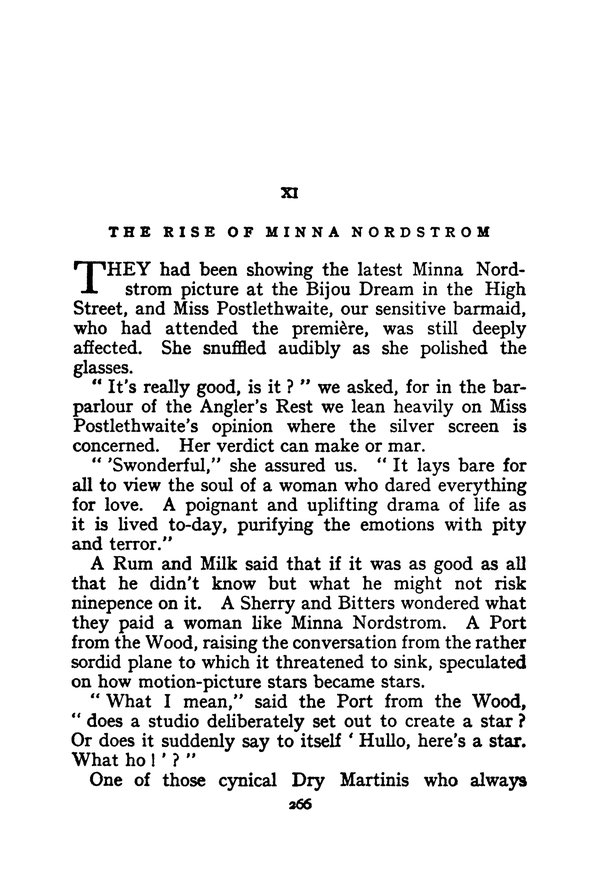 XI
THE RISE OF MINNA NORDSTROM
THEY had been showing the latest Minna Nord-
strom picture at the Bijou Dream in the High
Street, and Miss Postlethwaite, our sensitive barmaid,
who had attended the première, was still deeply
affected. She snuffled audibly as she polished the
glasses.
“ It's really good, is it ? ” we asked, for in the bar-
parlour of the Angler's Rest we lean heavily on Miss
Postlethwaite's opinion where the silver screen is
concerned. Her verdict can make or mar.
“ 'Swonderful,” she assured us. “ It lays bare for
all to view the soul of a woman who dared everything
for love. A poignant and uplifting drama of life as
it is lived to-day, purifying the emotions with pity
and terror.”
A Rum and Milk said that if it was as good as all
that he didn't know but what he might not risk
ninepence on it. A Sherry and Bitters wondered what
they paid a woman like Minna Nordstrom. A Port
from the Wood, raising the conversation from the rather
sordid plane to which it threatened to sink, speculated
on how motion-picture stars became stars.
“ What I mean,” said the Port from the Wood,
“ does a studio deliberately set out to create a star ?
Or does it suddenly say to itself ‘ Hullo, here's a star.
What ho ! ’ ? ”
One of those cynical Dry Martinis who always
266